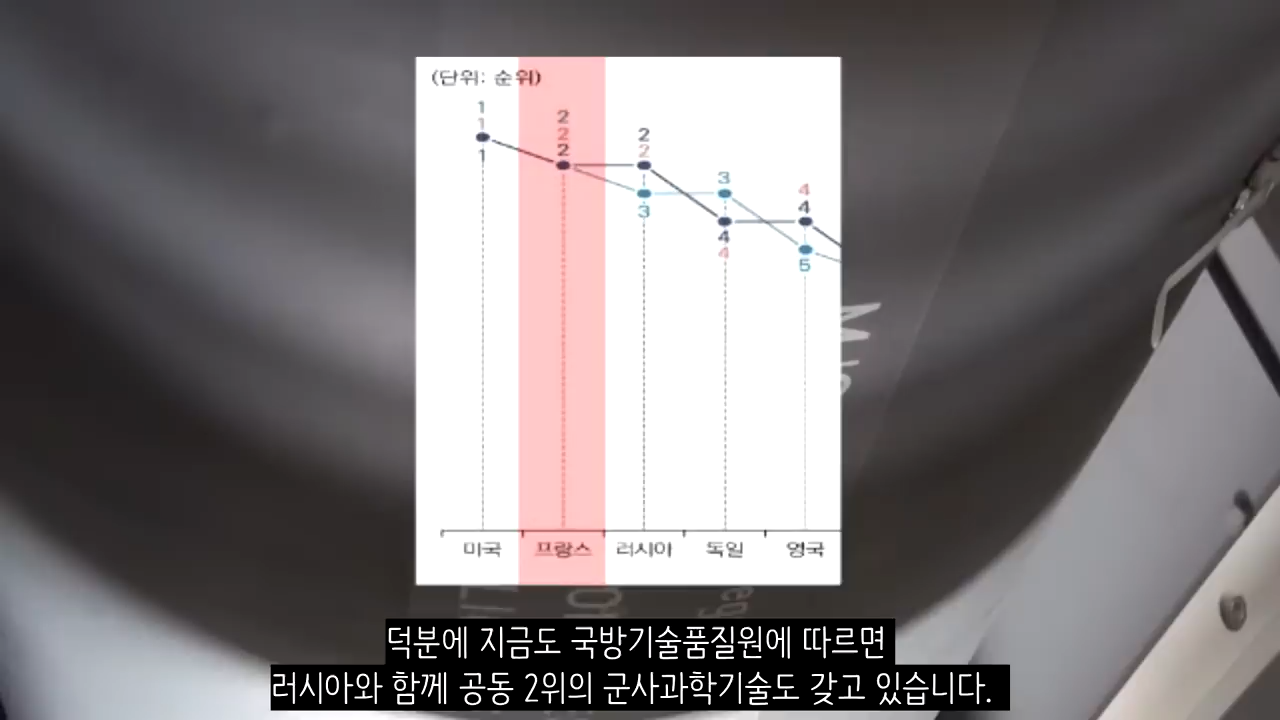 (단위: 순위)
1
1
1
2
2
2
2
2
3
3
4
4
4
4
5
미국
프랑스
러시아
독일
영국
덕분에 지금도 국방기술품질원에 따르면
러시아와 함께 공동 2위의 군사과학기술도 갖고 있습니다.